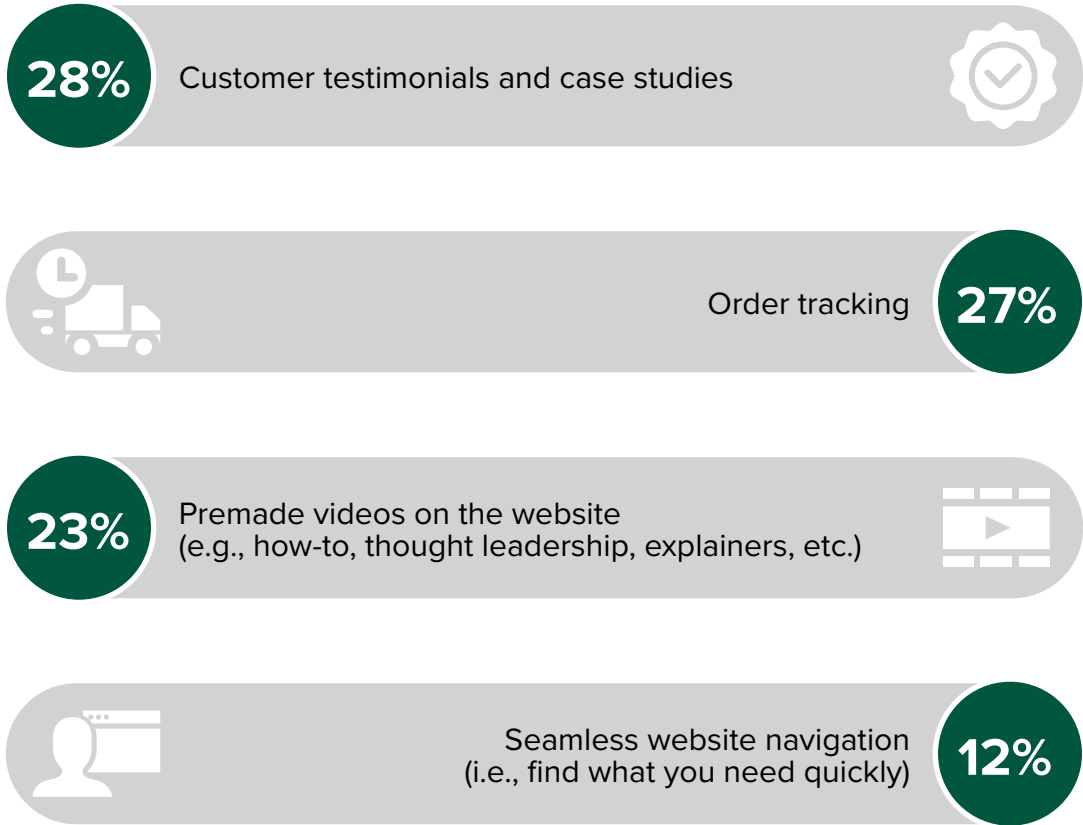 28%
Customer testimonials and case studies
Order tracking
27%
23%
Premade videos on the website
(e.g., how-to, thought leadership, explainers, etc.)
Seamless website navigation
(i.e., find what you need quickly)
12%